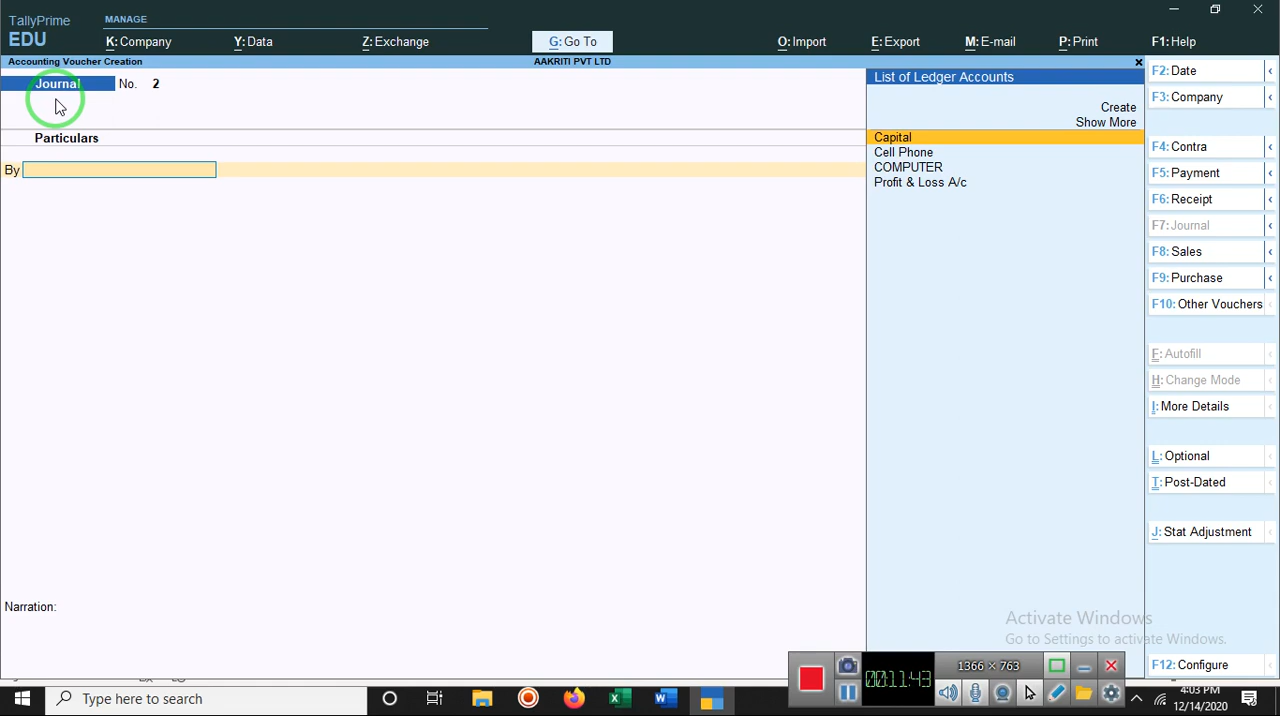 TallyPrime
EDU
MANAGE
K: Company
Y: Data
Z: Exchange
G: Go To
O: Import
E: Export
M: E-mail
P: Print
F1: Help
Accounting Voucher Creation
AAKRITI PVT LTD
Journal No. 2
Particulars
By
Narration:
List of Ledger Accounts
Create
Show More
Capital
Cell Phone
COMPUTER
Profit & Loss A/c
F2: Date
F3: Company
F4: Contra
F5: Payment
F6: Receipt
F7: Journal
F8: Sales
F9: Purchase
F10: Other Vouchers
F: Autofill
H: Change Mode
I: More Details
L: Optional
T: Post-Dated
J: Stat Adjustment
F12: Configure
Activate Windows
Go to Settings to activate Windows.
00:11:43
1366 × 763
Type here to search
4:03 PM
12/14/2020